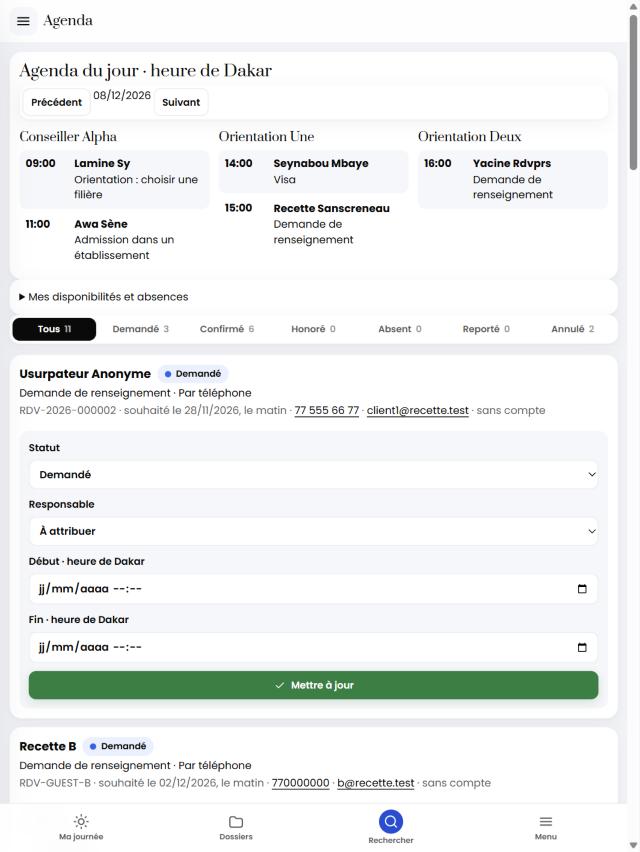 Agenda
Agenda du jour · heure de Dakar
Précédent 08/12/2026 Suivant
Conseiller Alpha
09:00 Lamine Sy
Orientation : choisir une
filière
11:00 Awa Sène
Admission dans un
établissement
Orientation Une
14:00 Seynabou Mbaye
Visa
15:00 Recette Sanscreneau
Demande de
renseignement
Orientation Deux
16:00 Yacine Rdvprs
Demande de
renseignement
Mes disponibilités et absences
Tous 11 Demandé 3 Confirmé 6 Honoré 0 Absent 0 Reporté 0 Annulé 2
Usurpateur Anonyme Demandé
Demande de renseignement · Par téléphone
RDV-2026-000002 · souhaité le 28/11/2026, le matin · 77 555 66 77 · client1@recette.test · sans compte
Statut
Demandé
Responsable
À attribuer
Début · heure de Dakar
jj/mm/aaaa --:--
Fin · heure de Dakar
jj/mm/aaaa --:--
Mettre à jour
Recette B Demandé
Demande de renseignement · Par téléphone
RDV-GUEST-B · souhaité le 02/12/2026, le matin · 770000000 · b@recette.test · sans compte
Ma journée Dossiers Rechercher Menu